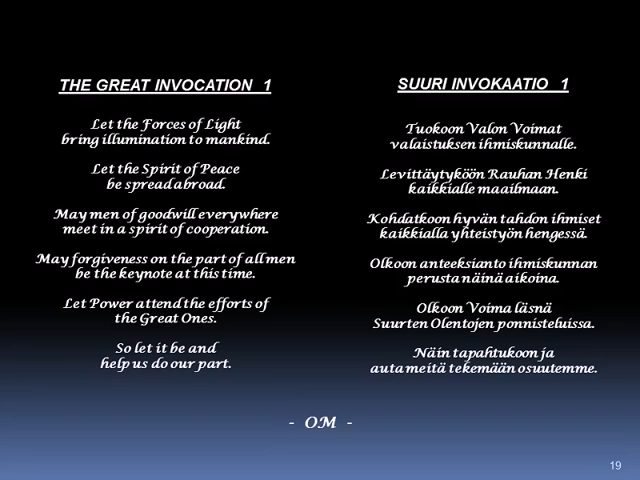 THE GREAT INVOCATION 1
Let the Forces of Light
bring illumination to mankind.
Let the Spirit of Peace
be spread abroad.
May men of goodwill everywhere
meet in a spirit of cooperation.
May forgiveness on the part of all men
be the keynote at this time.
Let Power attend the efforts of
the Great Ones.
So let it be and
help us do our part.
SUURI INVOKAATIO 1
Tuokoon Valon Voimat
valaistuksen ihmiskunnalle.
Levittäytyköön Rauhan Henki
kaikkialle maailmaan.
Kohdatkoon hyvän tahdon ihmiset
kaikkialla yhteistyön hengessä.
Olkoon anteeksianto ihmiskunnan
perusta näinä aikoina.
Olkoon Voima läsnä
Suurten Olentojen ponnisteluissa.
Näin tapahtukoon ja
auta meitä tekemään osuutemme.
- OM -
19